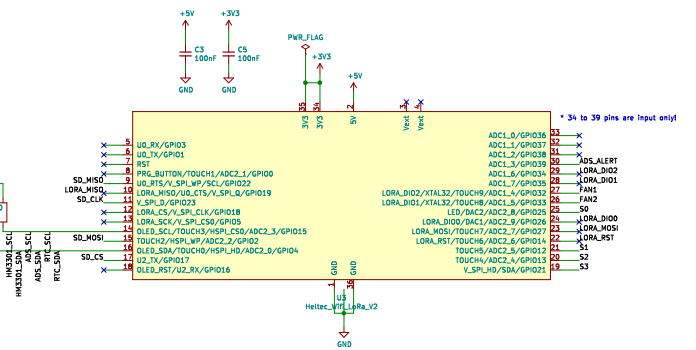 +5V
+3V3
C3
100nF
C5
100nF
GND
GND
PWR_FLAG
+3V3
+5V
* 34 to 39 pins are input only!
35
34
2
3
4
3V3
3V3
5V
Vext
Vext
5
U0_RX/GPIO3
6
U0_TX/GPIO1
7
RST
8
PRG_BUTTON/TOUCH1/ADC2_1/GPIO0
SD_MISO
9
U0_RTS/V_SPI_WP/SCL/GPIO22
LORA_MISO
10
LORA_MISO/U0_CTS/V_SPI_Q/GPIO19
SD_CLK
11
V_SPI_D/GPIO23
12
LORA_CS/V_SPI_CLK/GPIO18
13
LORA_SCK/V_SPI_CS0/GPIO5
14
OLED_SCL/TOUCH3/HSPI_CS0/ADC2_3/GPIO15
SD_MOSI
15
TOUCH2/HSPI_WP/ADC2_2/GPIO2
16
OLED_SDA/TOUCH0/HSPI_HD/ADC2_0/GPIO4
SD_CS
17
U2_TX/GPIO17
18
OLED_RST/U2_RX/GPIO16
ADC1_0/GPIO36
33
ADC1_1/GPIO37
32
ADC1_2/GPIO38
31
ADC1_3/GPIO39
30
ADS_ALERT
ADC1_6/GPIO34
29
LORA_DIO2
ADC1_7/GPIO35
28
LORA_DIO1
LORA_DIO2/XTAL32/TOUCH9/ADC1_4/GPIO32
27
FAN1
LORA_DIO1/XTAL32/TOUCH8/ADC1_5/GPIO33
26
FAN2
LED/DAC2/ADC2_8/GPIO25
25
S0
LORA_DIO0/DAC1/ADC2_9/GPIO26
24
LORA_DIO0
LORA_MOSI/TOUCH7/ADC2_7/GPIO27
23
LORA_MOSI
LORA_RST/TOUCH6/ADC2_6/GPIO14
22
LORA_RST
TOUCH5/ADC2_5/GPIO12
21
S1
TOUCH4/ADC2_4/GPIO13
20
S2
V_SPI_HD/SDA/GPIO21
19
S3
HM3301_SCL
HM3301_SDA
ADS_SCL
ADS_SDA
RTC_SCL
RTC_SDA
GND
GND
1
36
U3
Heltec_Wifi_LoRa_V2
GND